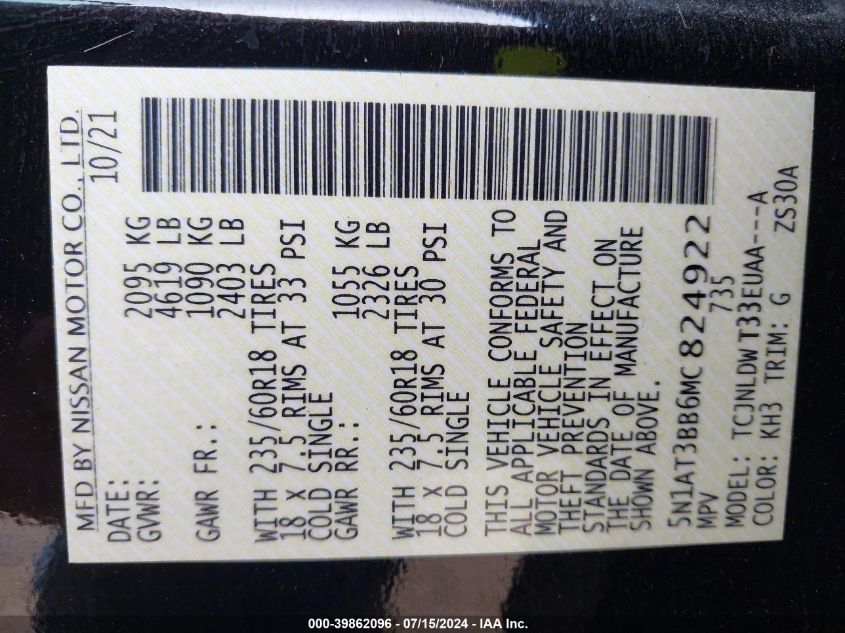 MFD BY NISSAN MOTOR CO., LTD.
DATE: 10/21
GVWR: 2095 KG
4619 LB
GAWR FR.: 1090 KG
2403 LB
WITH 235/60R18 TIRES
18 X 7.5 RIMS AT 33 PSI
COLD SINGLE
GAWR RR.: 1055 KG
2326 LB
WITH 235/60R18 TIRES
18 X 7.5 RIMS AT 30 PSI
COLD SINGLE
THIS VEHICLE CONFORMS TO
ALL APPLICABLE FEDERAL
MOTOR VEHICLE SAFETY AND
THEFT PREVENTION
STANDARDS IN EFFECT ON
THE DATE OF MANUFACTURE
SHOWN ABOVE.
5N1AT3BB6MC824922
MPV 735
MODEL: TCJNLDWT33EUAA---A
COLOR: KH3 TRIM: G ZS30A
000-39862096 - 07/15/2024 - IAA Inc.